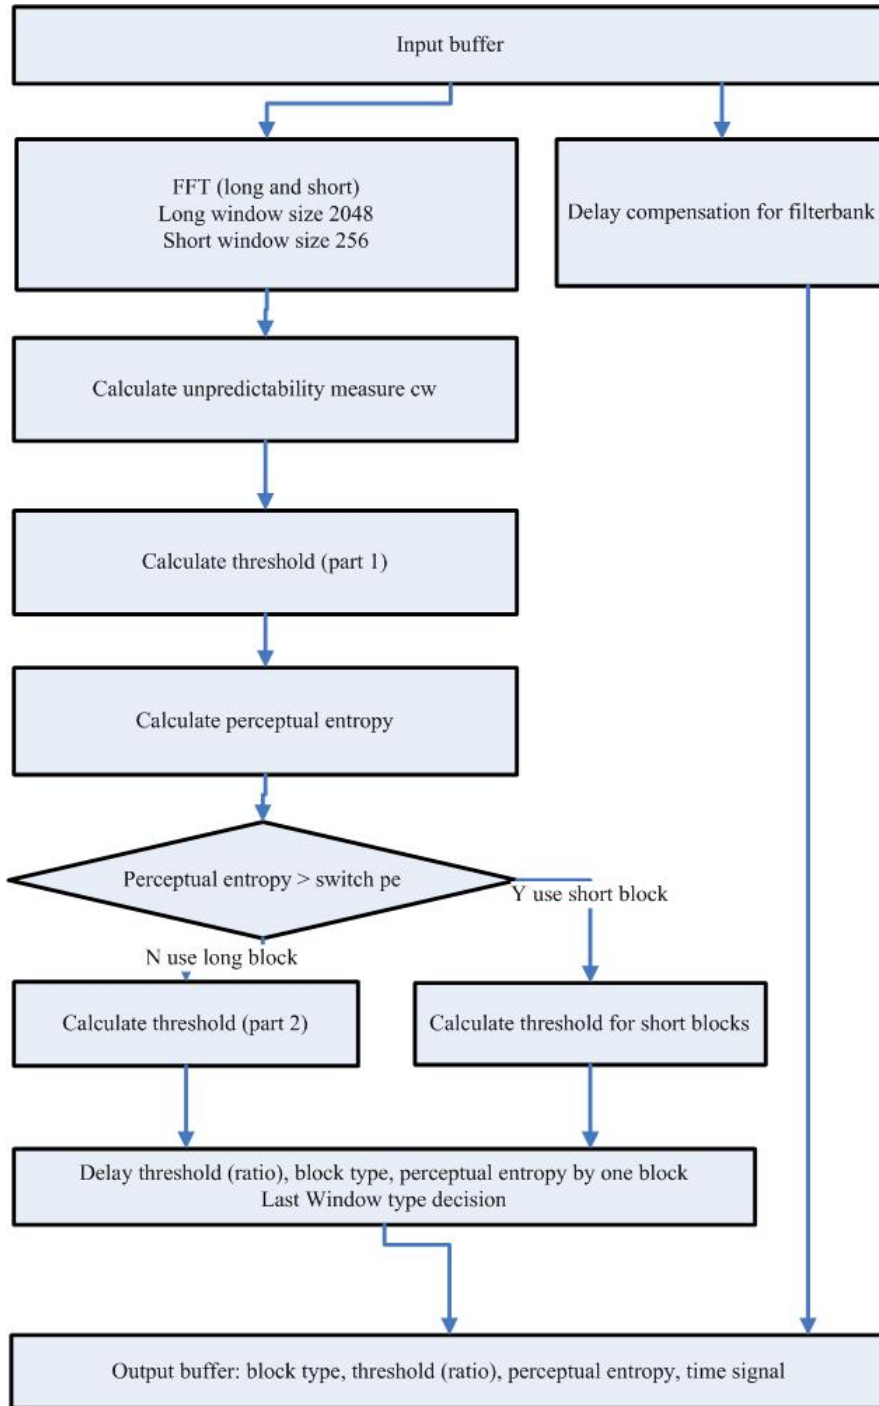 Input buffer
FFT (long and short)
Long window size 2048
Short window size 256
Delay compensation for filterbank
Calculate unpredictability measure cw
Calculate threshold (part 1)
Calculate perceptual entropy
Perceptual entropy > switch pe
Y use short block
N use long block
Calculate threshold (part 2)
Calculate threshold for short blocks
Delay threshold (ratio), block type, perceptual entropy by one block
Last Window type decision
Output buffer: block type, threshold (ratio), perceptual entropy, time signal